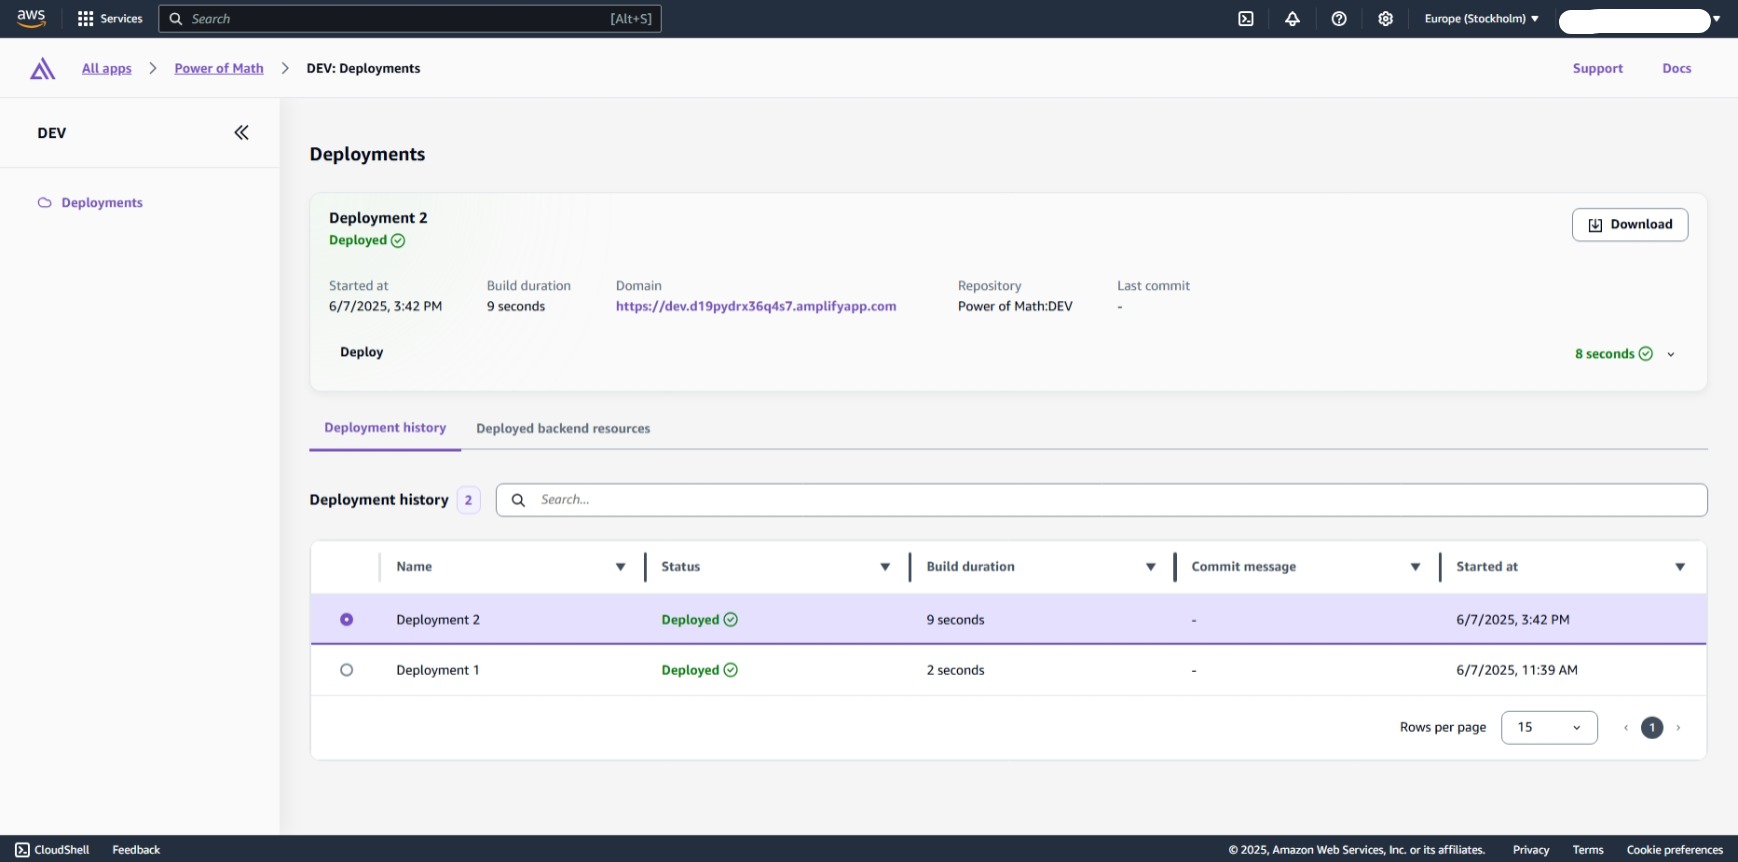 aws
Services
Search
[Alt+S]
Europe (Stockholm)
All apps
Power of Math
DEV: Deployments
Support
Docs
DEV
Deployments
Deployments
Deployment 2
Deployed
Download
Started at
6/7/2025, 3:42 PM
Build duration
9 seconds
Domain
https://dev.d19pydrx36q4s7.amplifyapp.com
Repository
Power of Math:DEV
Last commit
-
Deploy
8 seconds
Deployment history
Deployed backend resources
Deployment history 2
Search...
Name Status Build duration Commit message Started at
Deployment 2 Deployed 9 seconds - 6/7/2025, 3:42 PM
Deployment 1 Deployed 2 seconds - 6/7/2025, 11:39 AM
Rows per page 15 1
CloudShell Feedback © 2025, Amazon Web Services, Inc. or its affiliates. Privacy Terms Cookie preferences